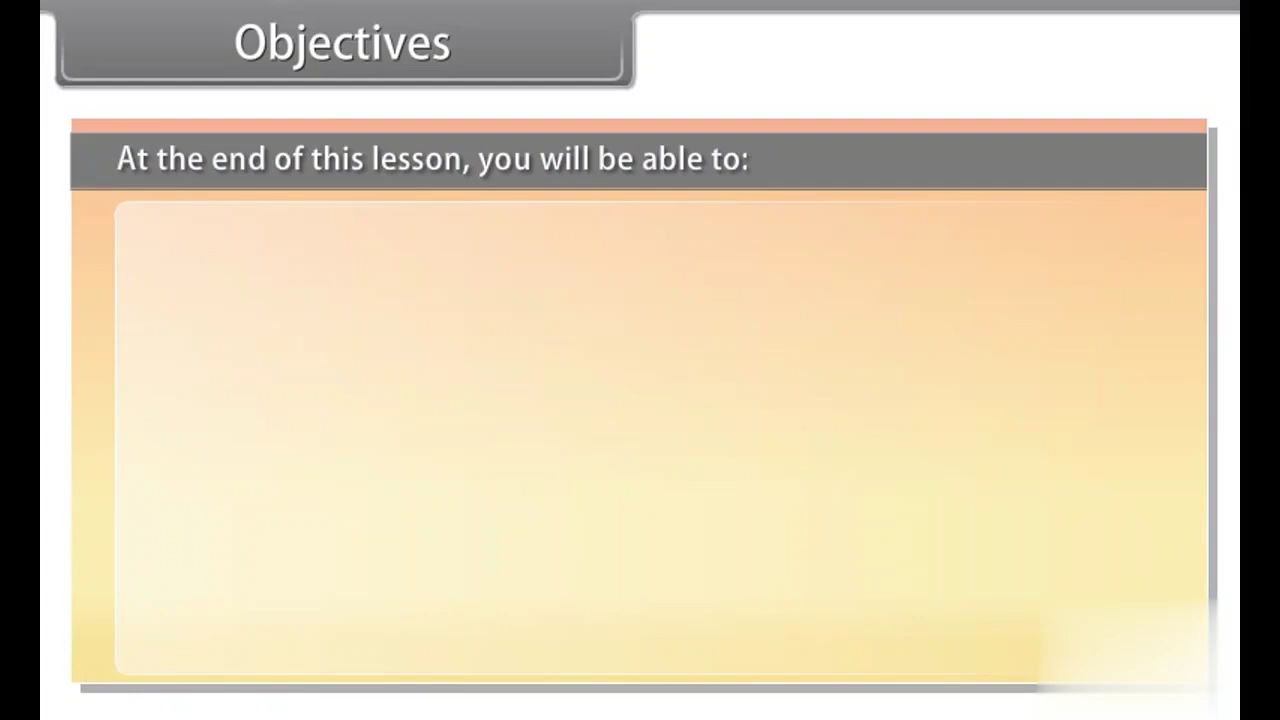 Objectives
At the end of this lesson, you will be able to: